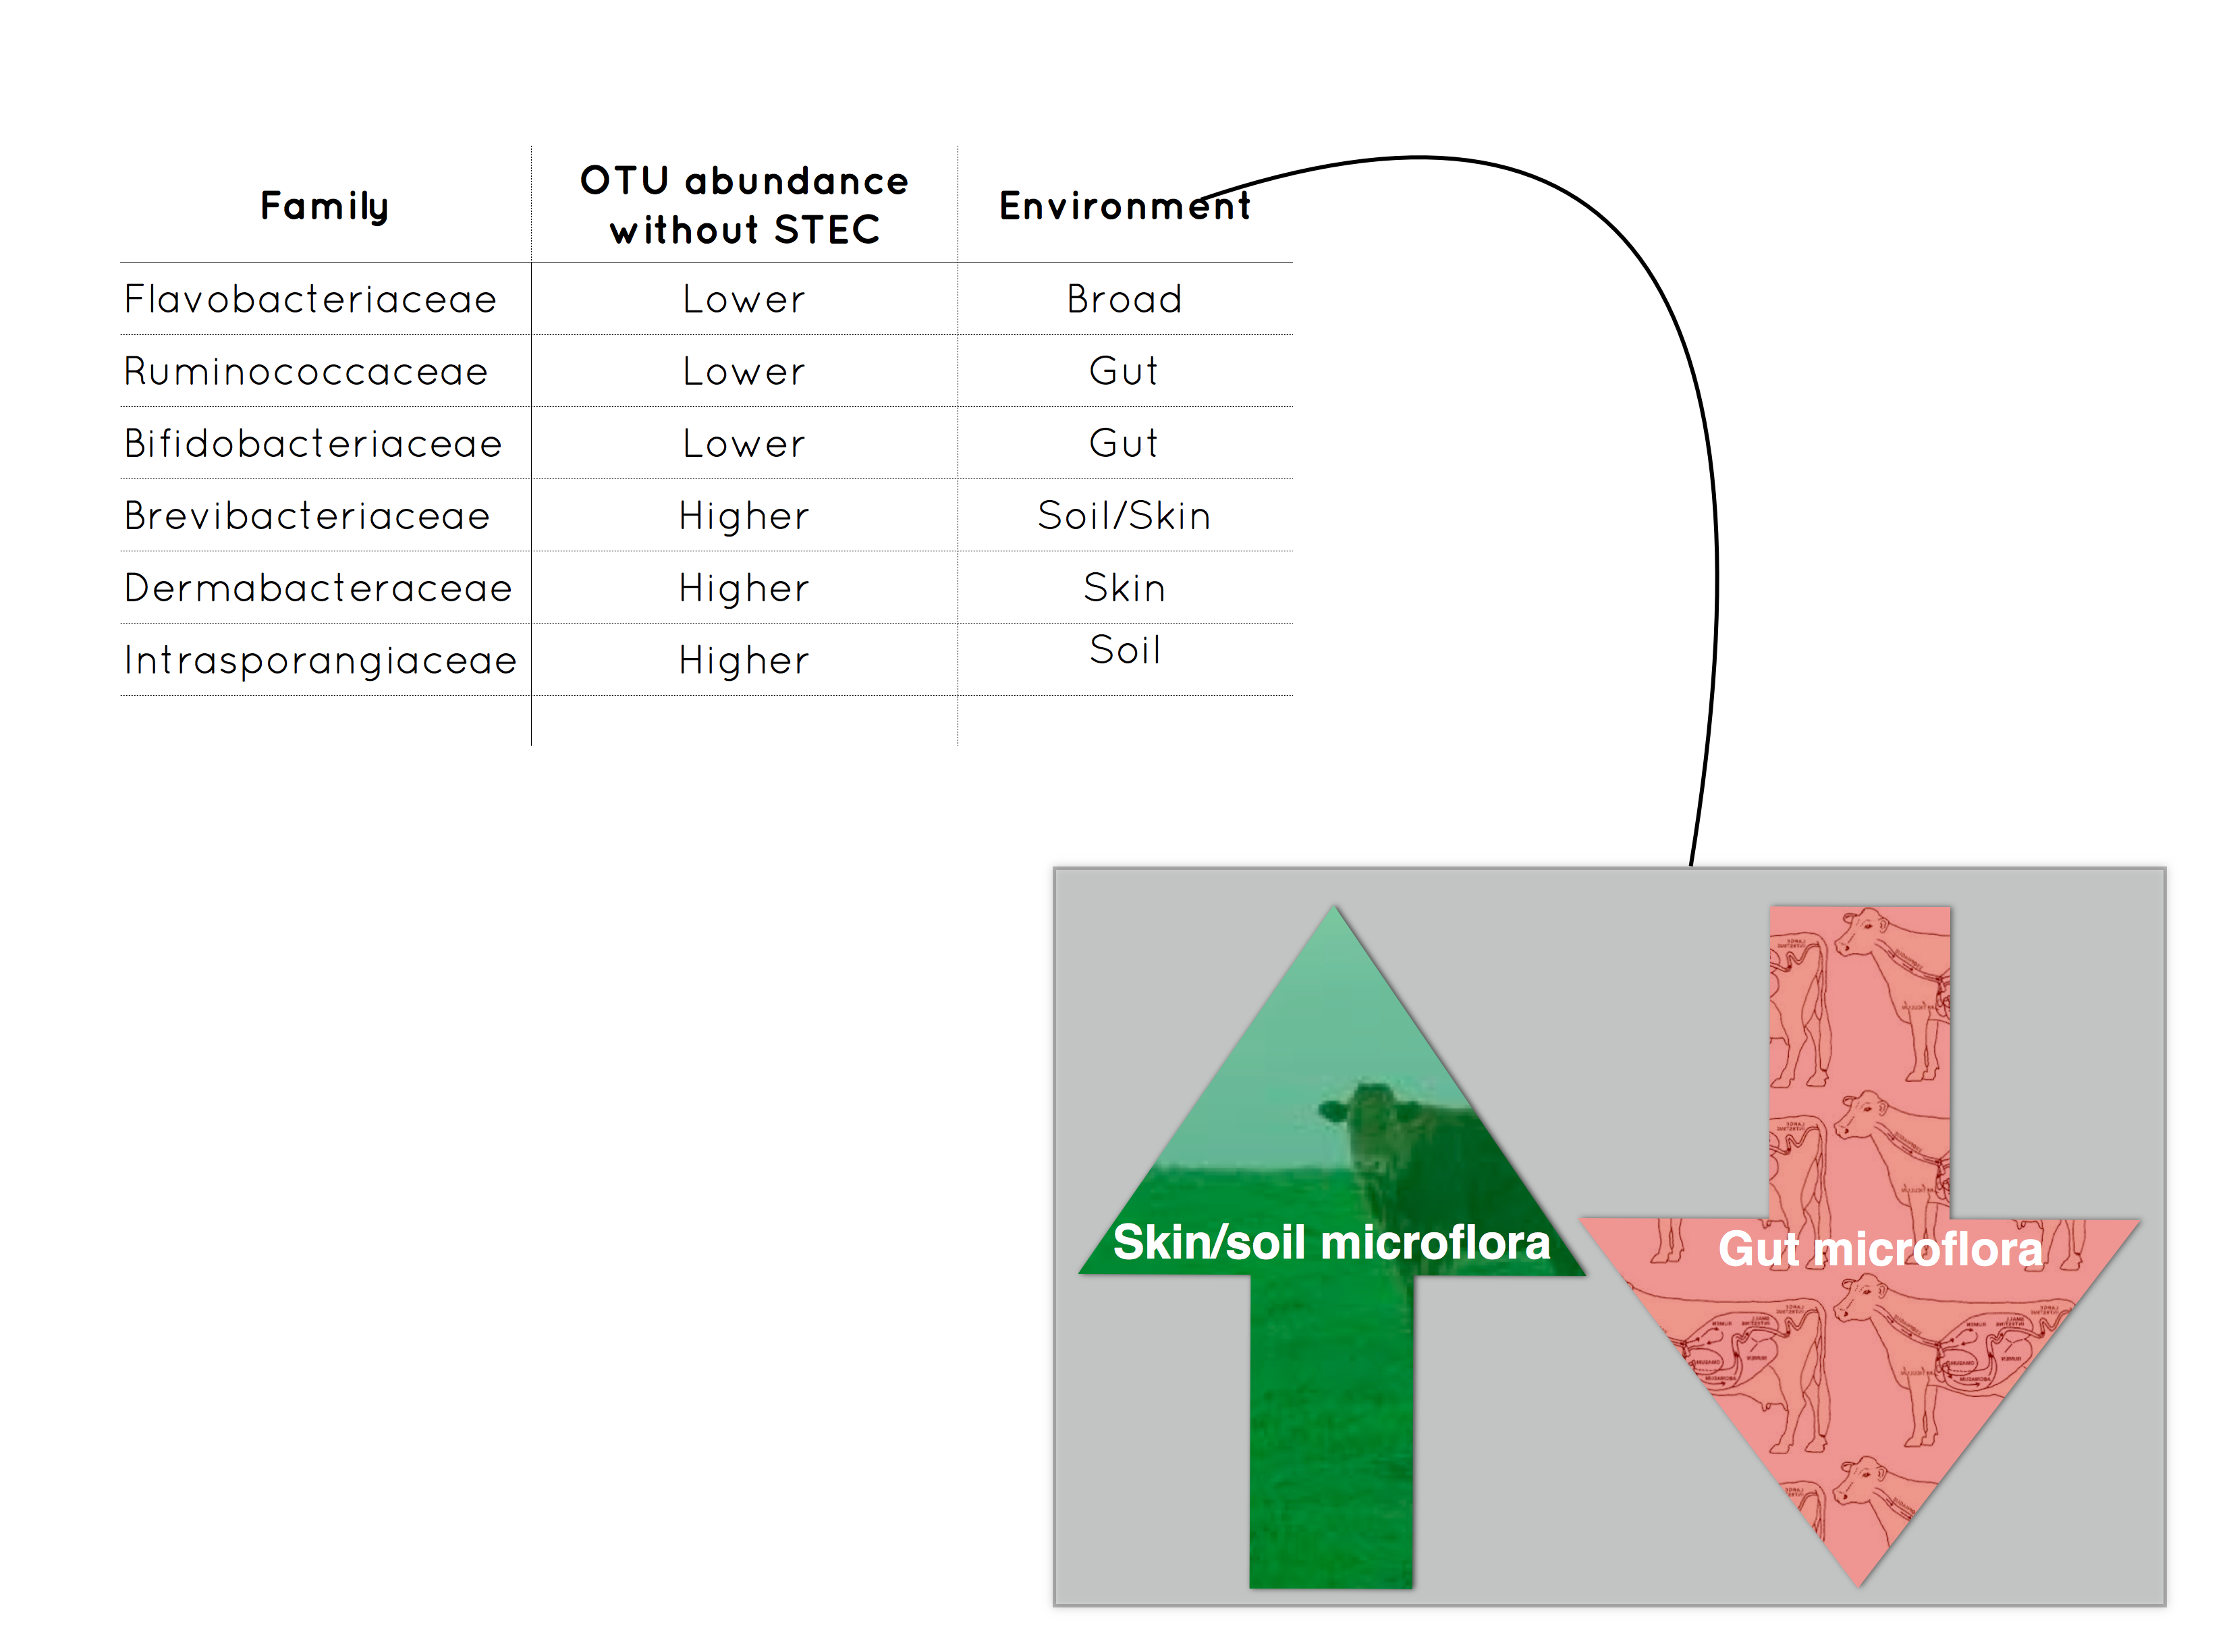 Family
OTU abundance
without STEC
Environment
Flavobacteriaceae Lower Broad
Ruminococcaceae Lower Gut
Bifidobacteriaceae Lower Gut
Brevibacteriaceae Higher Soil/Skin
Dermabacteraceae Higher Skin
Intrasporangiaceae Higher Soil
Skin/soil microflora
Gut microflora